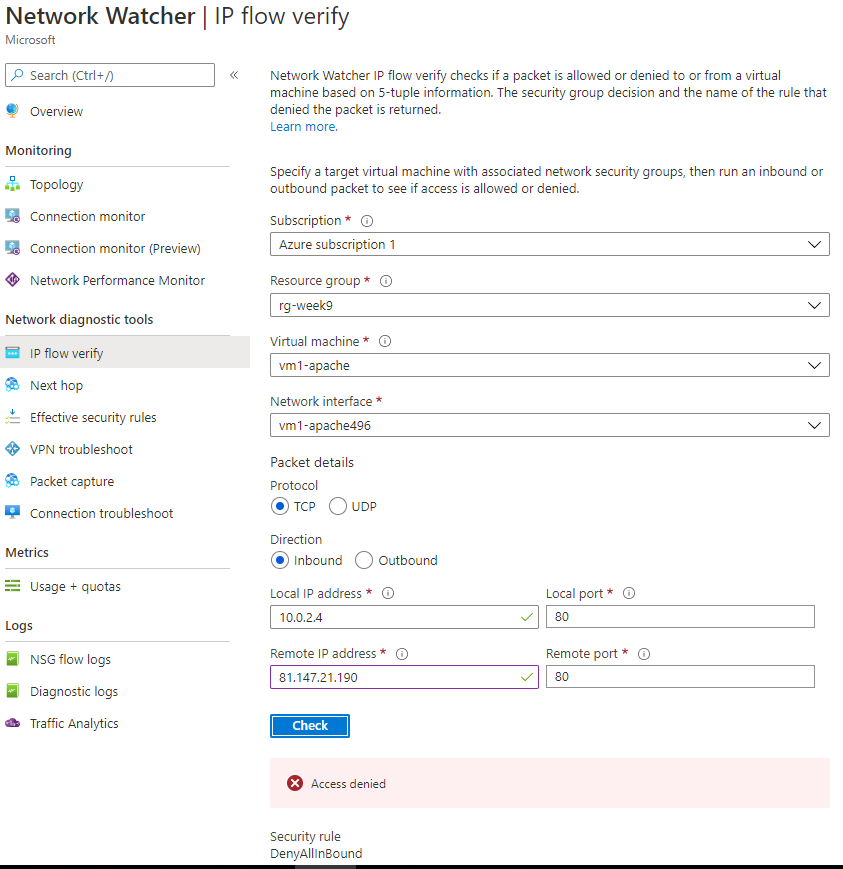 Network Watcher | IP flow verify
Microsoft
Search (Ctrl+/)
«
Overview
Monitoring
Topology
Connection monitor
Connection monitor (Preview)
Network Performance Monitor
Network diagnostic tools
IP flow verify
Next hop
Effective security rules
VPN troubleshoot
Packet capture
Connection troubleshoot
Metrics
Usage + quotas
Logs
NSG flow logs
Diagnostic logs
Traffic Analytics
Network Watcher IP flow verify checks if a packet is allowed or denied to or from a virtual
machine based on 5-tuple information. The security group decision and the name of the rule that
denied the packet is returned.
Learn more.
Specify a target virtual machine with associated network security groups, then run an inbound or
outbound packet to see if access is allowed or denied.
Subscription *
Azure subscription 1
Resource group *
rg-week9
Virtual machine *
vm1-apache
Network interface *
vm1-apache496
Packet details
Protocol
TCP UDP
Direction
Inbound Outbound
Local IP address * Local port *
10.0.2.4 80
Remote IP address * Remote port *
81.147.21.190 80
Check
Access denied
Security rule
DenyAllInBound